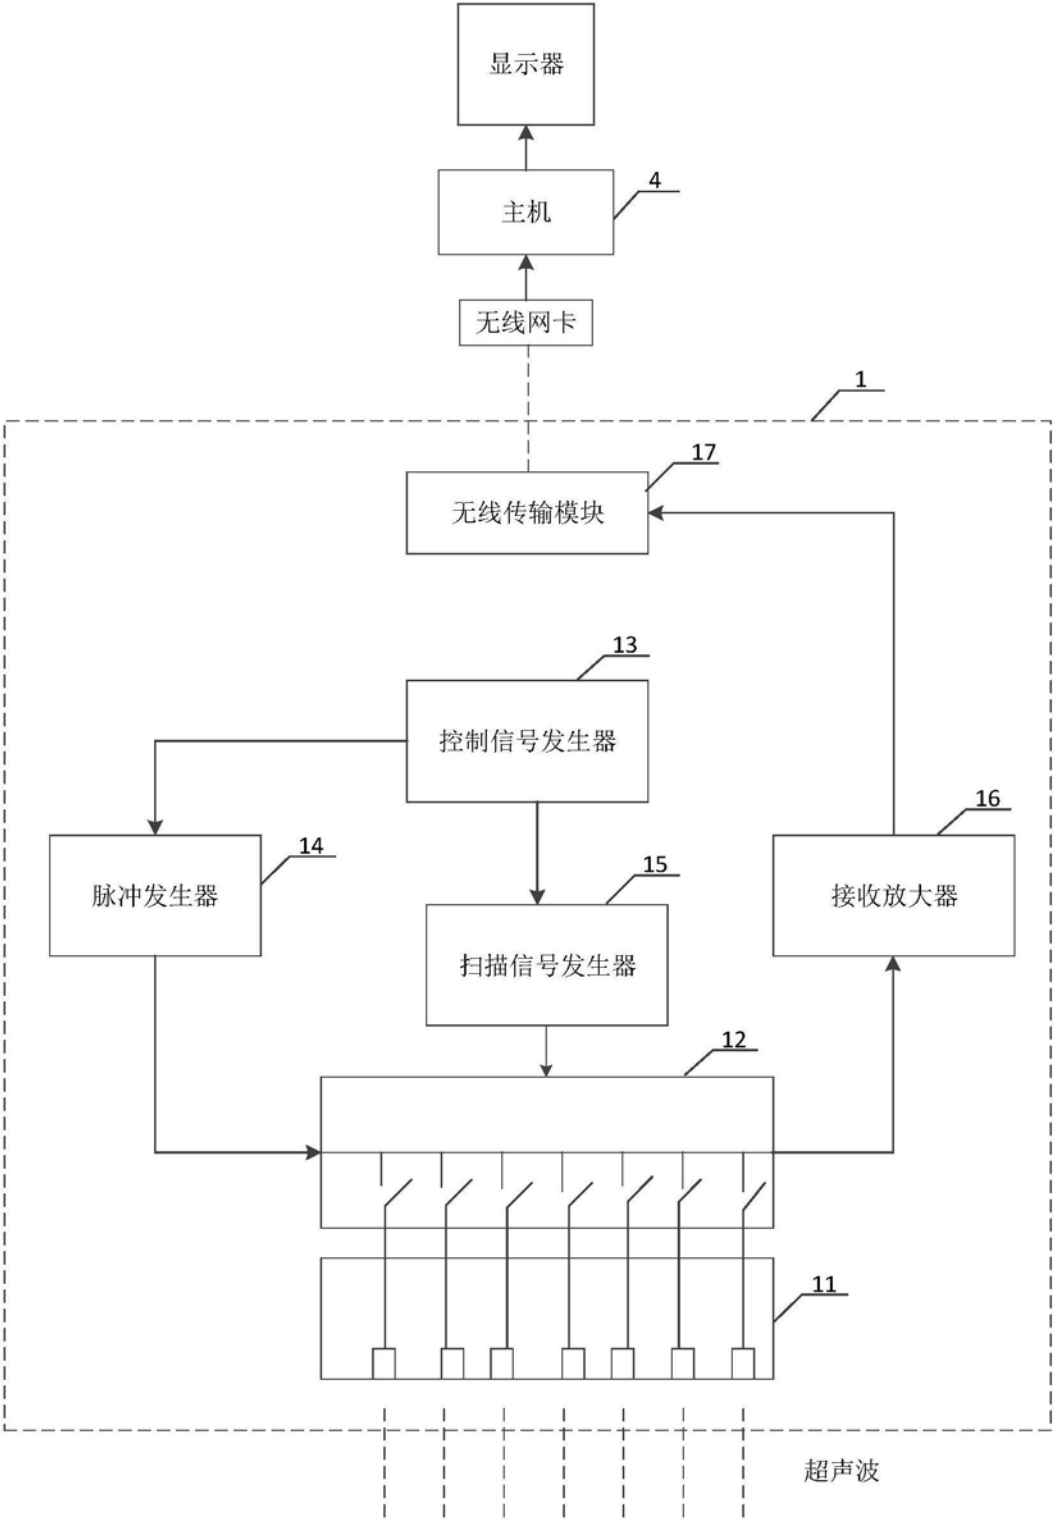 显示器
4
主机
无线网卡
1
17
无线传输模块
13
控制信号发生器
16
14
15
脉冲发生器
接收放大器
扫描信号发生器
12
11
超声波